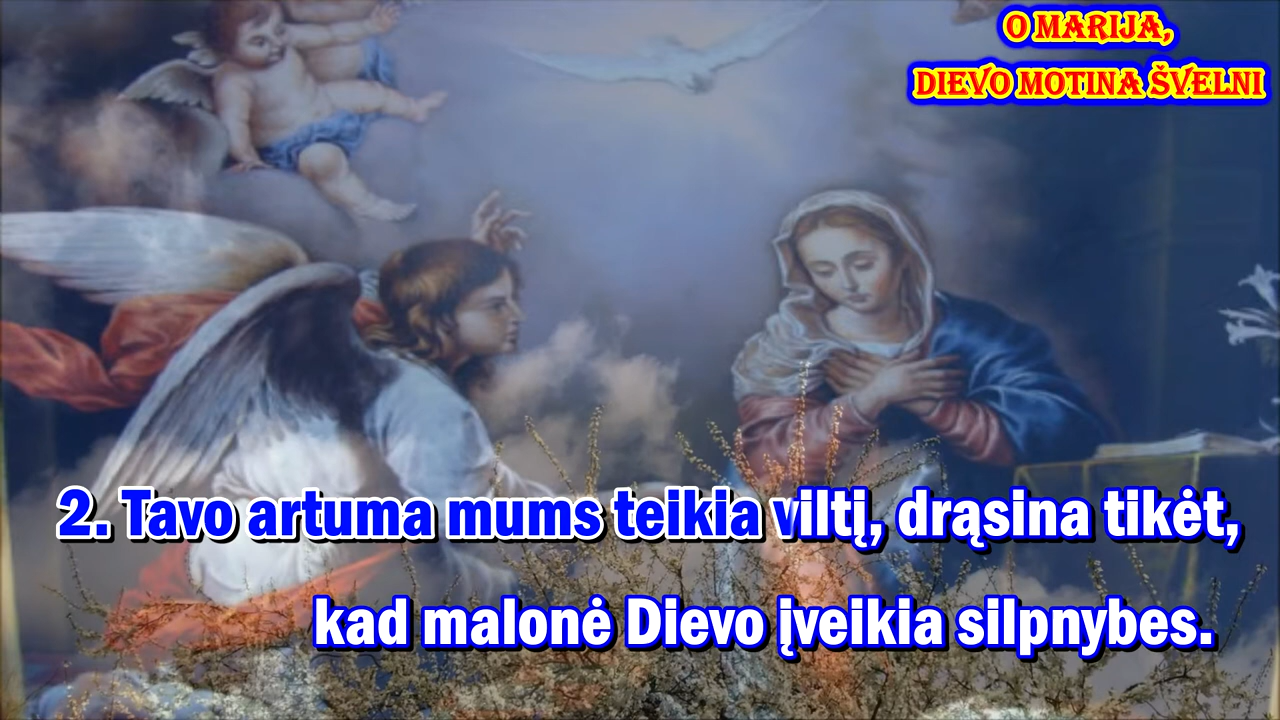 O MARIJA,
DIEVO MOTINA ŠVELNI
2. Tavo artuma mums teikia viltį, drąsina tikėt,
kad malonė Dievo įveikia silpnybes.